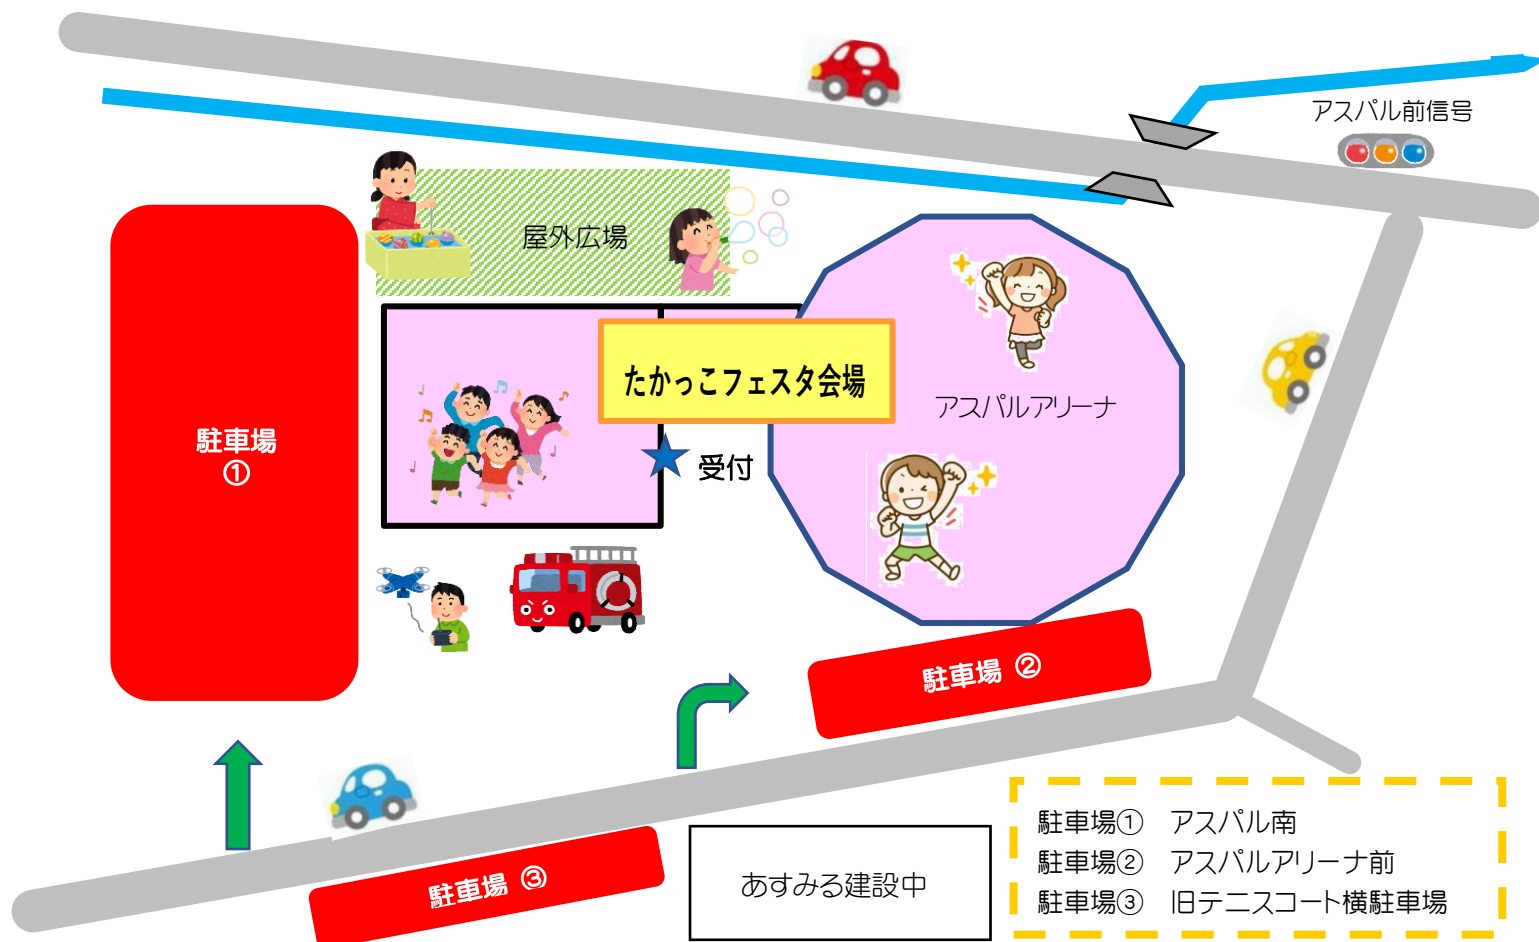 アスパル前信号
屋外広場
たかっこフェスタ会場
アスパルアリーナ
駐車場
①
受付
駐車場 ②
駐車場 ③
あすみる建設中
駐車場① アスパル南
駐車場② アスパルアリーナ前
駐車場③ 旧テニスコート横駐車場